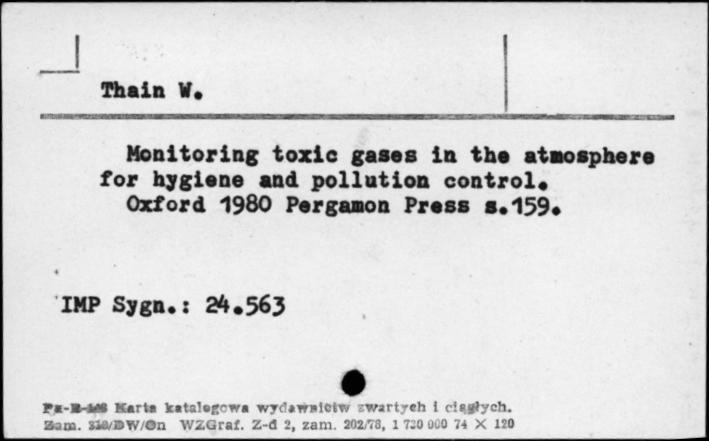 Thain W.
Monitoring toxic gases in the atmosphere
for hygiene and pollution control.
Oxford 1980 Pergamon Press s.159.
IMP Sygn.: 24.563
Karta katalogowa wydawnictw zwartych i ciągłych.
Zam. WZGraf. Z-d 2, zam. 202/78, 1 730 000 74 X 120